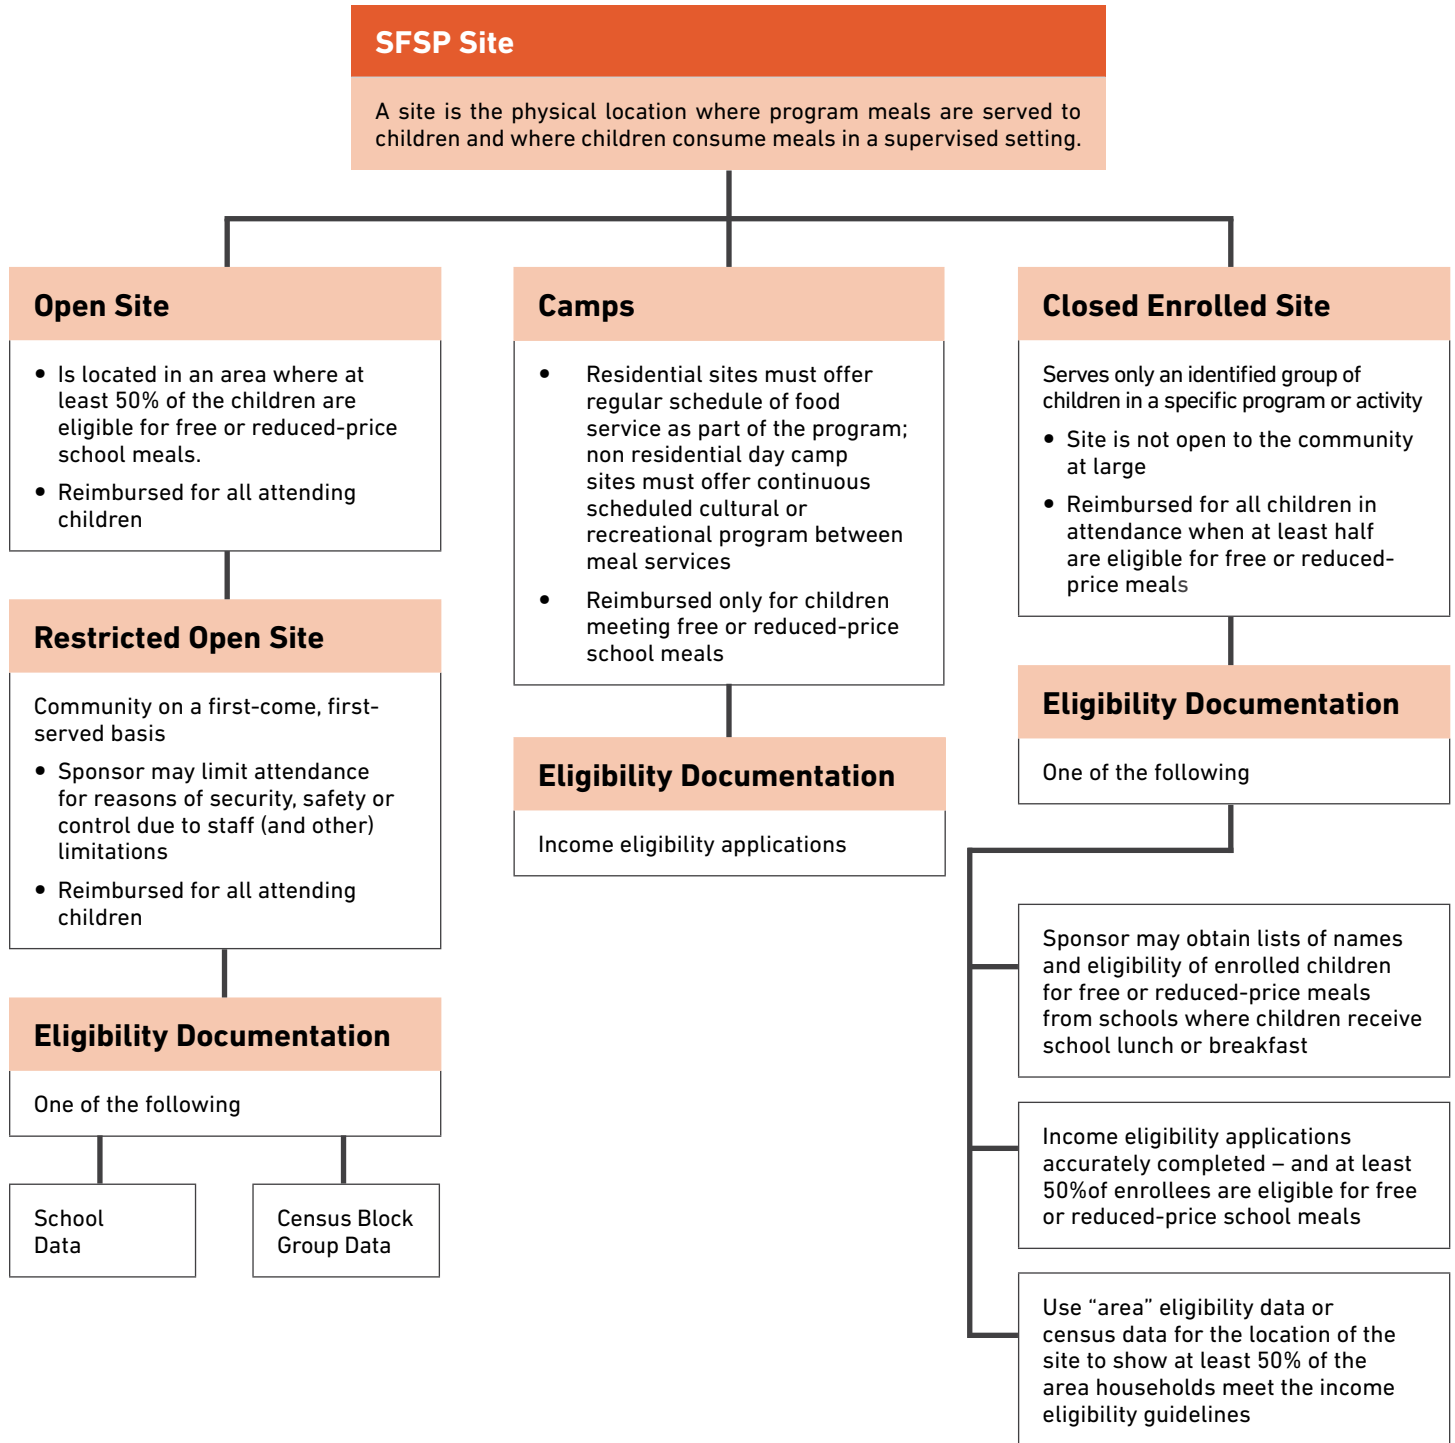 SFSP Site
A site is the physical location where program meals are served to
children and where children consume meals in a supervised setting.
Open Site
• Is located in an area where at
least 50% of the children are
eligible for free or reduced-price
school meals.
• Reimbursed for all attending
children
Restricted Open Site
Community on a first-come, first-
served basis
• Sponsor may limit attendance
for reasons of security, safety or
control due to staff (and other)
limitations
• Reimbursed for all attending
children
Eligibility Documentation
One of the following
School
Data
Census Block
Group Data
Camps
• Residential sites must offer
regular schedule of food
service as part of the program;
non residential day camp
sites must offer continuous
scheduled cultural or
recreational program between
meal services
• Reimbursed only for children
meeting free or reduced-price
school meals
Eligibility Documentation
Income eligibility applications
Closed Enrolled Site
Serves only an identified group of
children in a specific program or activity
• Site is not open to the community
at large
• Reimbursed for all children in
attendance when at least half
are eligible for free or reduced-
price meals
Eligibility Documentation
One of the following
Sponsor may obtain lists of names
and eligibility of enrolled children
for free or reduced-price meals
from schools where children receive
school lunch or breakfast
Income eligibility applications
accurately completed – and at least
50%of enrollees are eligible for free
or reduced-price school meals
Use “area” eligibility data or
census data for the location of the
site to show at least 50% of the
area households meet the income
eligibility guidelines